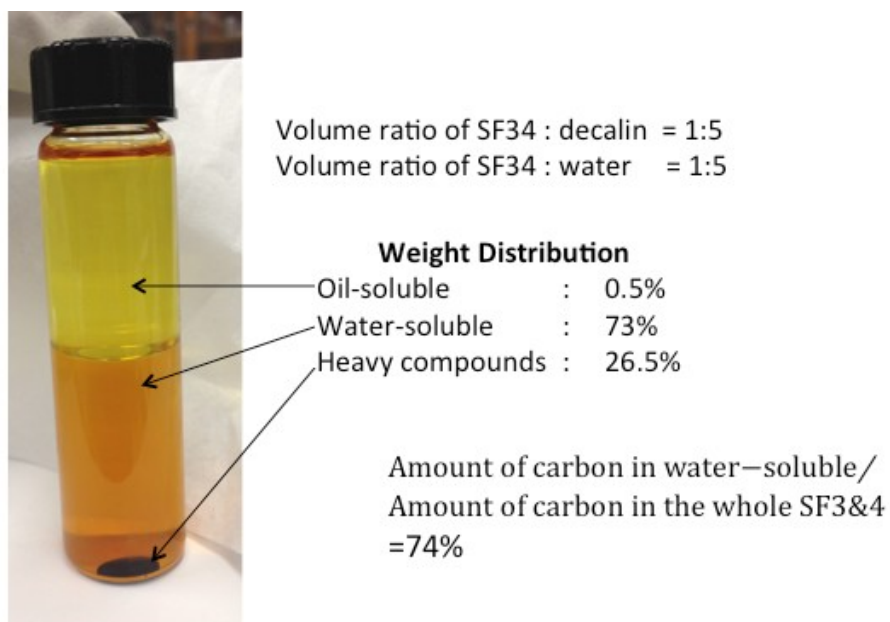 Volume ratio of SF34 : decalin = 1:5
Volume ratio of SF34 : water = 1:5
Weight Distribution
Oil-soluble : 0.5%
Water-soluble : 73%
Heavy compounds : 26.5%
Amount of carbon in water−soluble/
Amount of carbon in the whole SF3&4
=74%